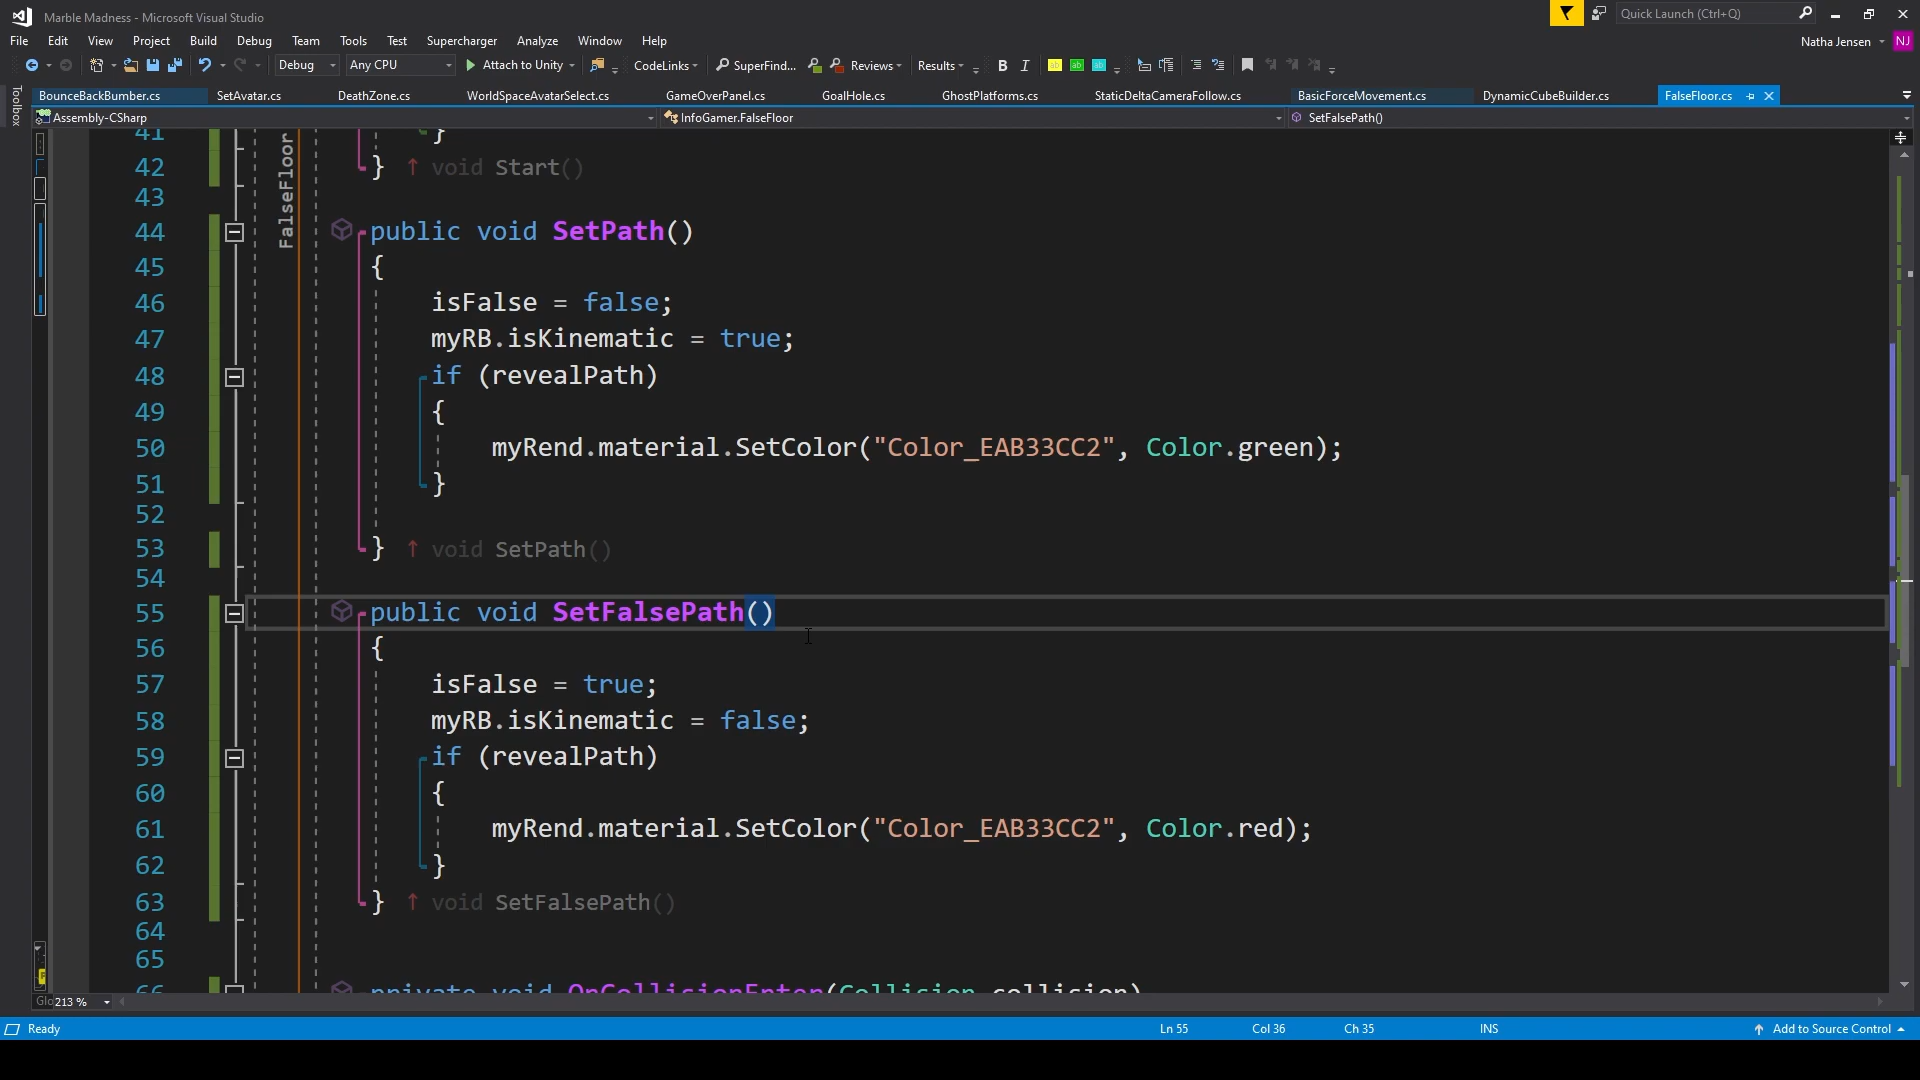 Marble Madness - Microsoft Visual Studio
Quick Launch (Ctrl+Q)
File Edit View Project Build Debug Team Tools Test Supercharger Analyze Window Help
Natha Jensen NJ
Debug Any CPU Attach to Unity CodeLinks SuperFind... Reviews Results B I ab ab ab
Toolbox
BounceBackBumber.cs SetAvatar.cs DeathZone.cs WorldSpaceAvatarSelect.cs GameOverPanel.cs GoalHole.cs GhostPlatforms.cs StaticDeltaCameraFollow.cs BasicForceMovement.cs DynamicCubeBuilder.cs FalseFloor.cs
Assembly-CSharp InfoGamer.FalseFloor SetFalsePath()
FalseFloor
41 }
42 } ↑ void Start()
43
44 public void SetPath()
45 {
46 isFalse = false;
47 myRB.isKinematic = true;
48 if (revealPath)
49 {
50 myRend.material.SetColor("Color_EAB33CC2", Color.green);
51 }
52
53 } ↑ void SetPath()
54
55 public void SetFalsePath()
56 {
57 isFalse = true;
58 myRB.isKinematic = false;
59 if (revealPath)
60 {
61 myRend.material.SetColor("Color_EAB33CC2", Color.red);
62 }
63 } ↑ void SetFalsePath()
64
65
66 private void OnCollisionEnter(Collision collision)
Glo 213 %
Ready Ln 55 Col 36 Ch 35 INS Add to Source Control